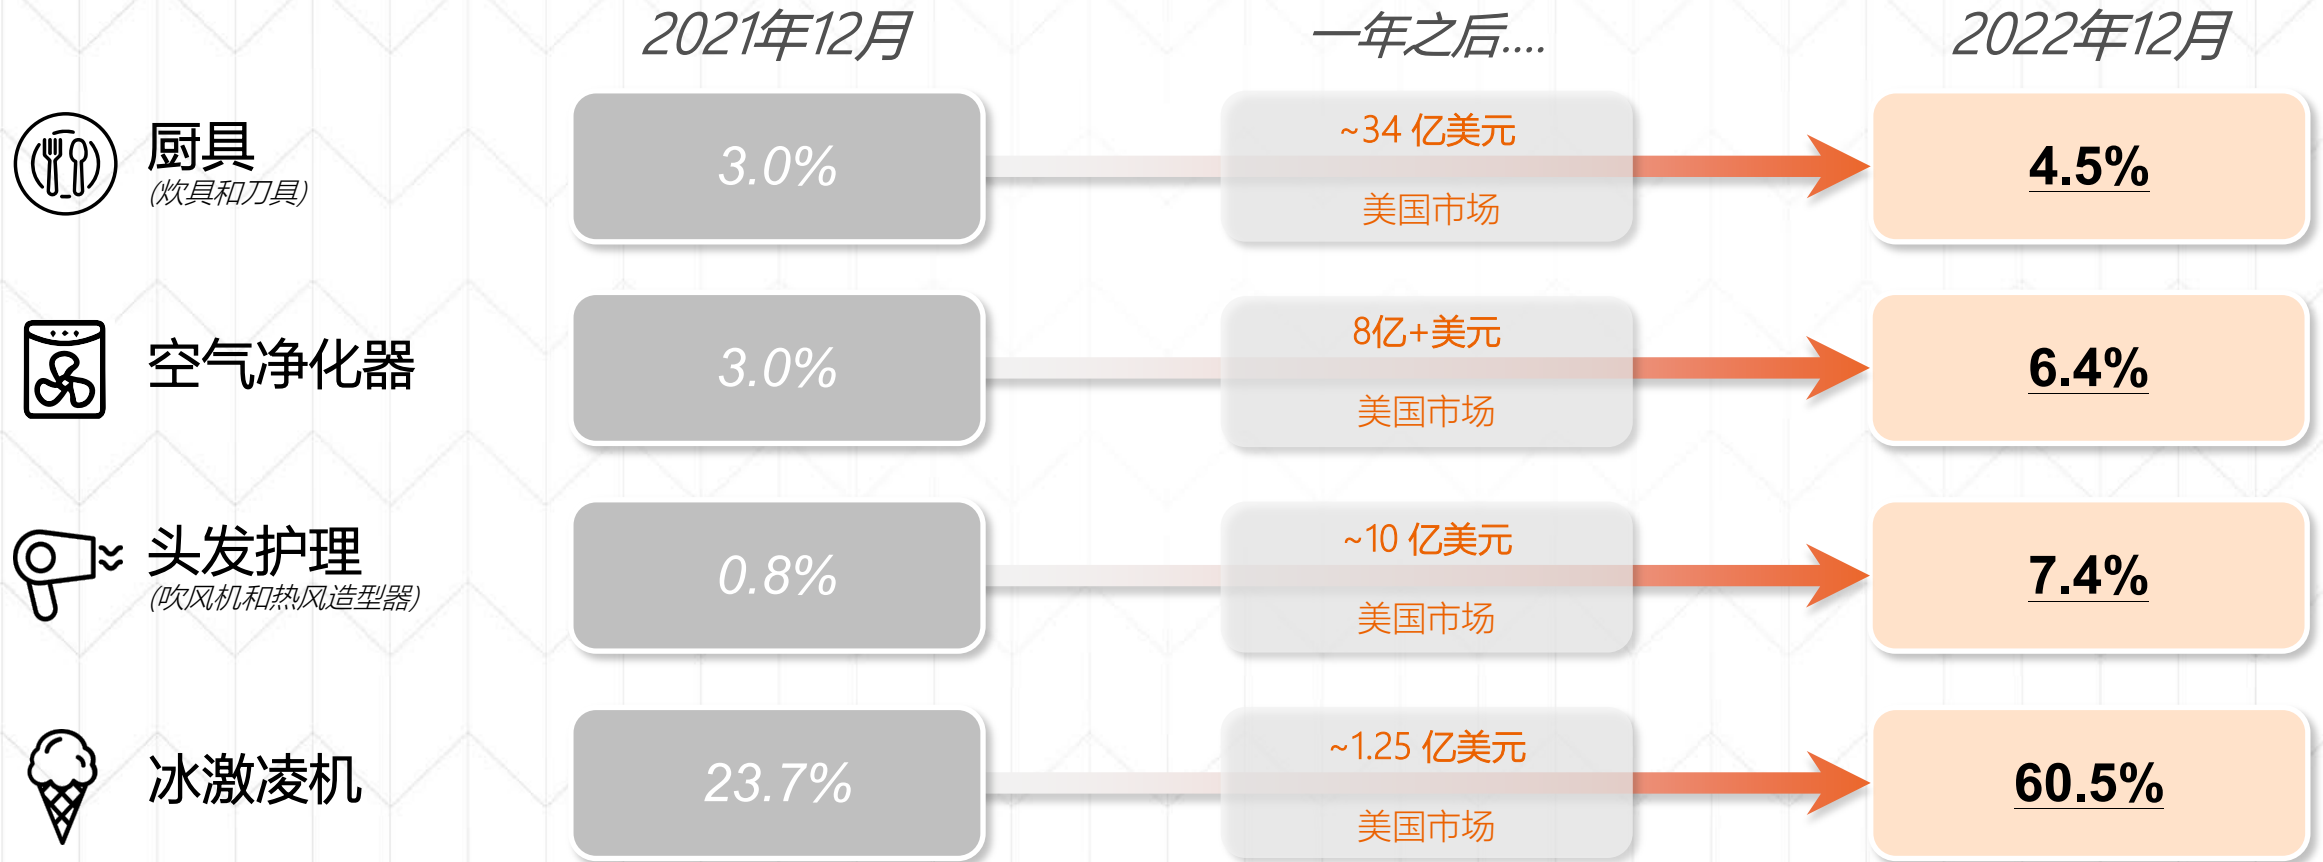 2021年12月 一年之后.... 2022年12月
厨具
(炊具和刀具)
3.0%
~34 亿美元
美国市场
4.5%
空气净化器
3.0%
8亿+美元
美国市场
6.4%
头发护理
(吹风机和热风造型器)
0.8%
~10 亿美元
美国市场
7.4%
冰激凌机
23.7%
~1.25 亿美元
美国市场
60.5%